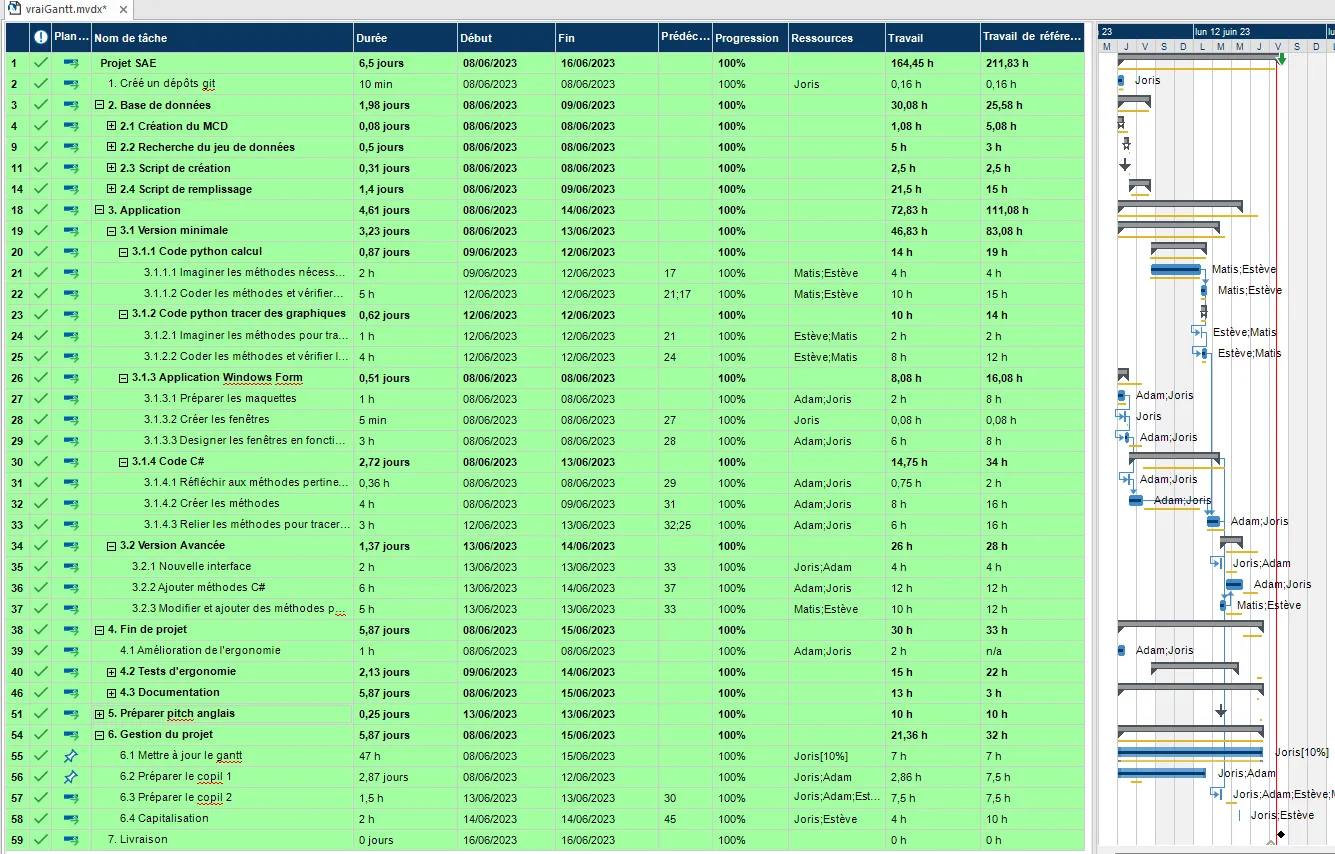 vraiGantt.mvdx*
Plan... Nom de tâche Durée Début Fin Prédéc... Progression Ressources Travail Travail de référe... 23 lun 12 juin 23
M J V S D L M M J V S D
1 Projet SAE 6,5 jours 08/06/2023 16/06/2023 100% 164,45 h 211,83 h
2 1. Créé un dépôts git 10 min 08/06/2023 08/06/2023 100% Joris 0,16 h 0,16 h Joris
3 2. Base de données 1,98 jours 08/06/2023 09/06/2023 100% 30,08 h 25,58 h
4 2.1 Création du MCD 0,08 jours 08/06/2023 08/06/2023 100% 1,08 h 5,08 h
9 2.2 Recherche du jeu de données 0,5 jours 08/06/2023 08/06/2023 100% 5 h 3 h
11 2.3 Script de création 0,31 jours 08/06/2023 08/06/2023 100% 2,5 h 2,5 h
14 2.4 Script de remplissage 1,4 jours 08/06/2023 09/06/2023 100% 21,5 h 15 h
18 3. Application 4,61 jours 08/06/2023 14/06/2023 100% 72,83 h 111,08 h
19 3.1 Version minimale 3,23 jours 08/06/2023 13/06/2023 100% 46,83 h 83,08 h
20 3.1.1 Code python calcul 0,87 jours 09/06/2023 12/06/2023 100% 14 h 19 h
21 3.1.1.1 Imaginer les méthodes nécess... 2 h 09/06/2023 12/06/2023 17 100% Matis;Estève 4 h 4 h Matis;Estève
22 3.1.1.2 Coder les méthodes et vérifier... 5 h 12/06/2023 12/06/2023 21;17 100% Matis;Estève 10 h 15 h Matis;Estève
23 3.1.2 Code python tracer des graphiques 0,62 jours 12/06/2023 12/06/2023 100% 10 h 14 h
24 3.1.2.1 Imaginer les méthodes pour tra... 1 h 12/06/2023 12/06/2023 21 100% Estève;Matis 2 h 2 h Estève;Matis
25 3.1.2.2 Coder les méthodes et vérifier l... 4 h 12/06/2023 12/06/2023 24 100% Estève;Matis 8 h 12 h Estève;Matis
26 3.1.3 Application Windows Form 0,51 jours 08/06/2023 08/06/2023 100% 8,08 h 16,08 h
27 3.1.3.1 Préparer les maquettes 1 h 08/06/2023 08/06/2023 100% Adam;Joris 2 h 8 h Adam;Joris
28 3.1.3.2 Créer les fenêtres 5 min 08/06/2023 08/06/2023 27 100% Joris 0,08 h 0,08 h Joris
29 3.1.3.3 Designer les fenêtres en foncti... 3 h 08/06/2023 08/06/2023 28 100% Adam;Joris 6 h 8 h Adam;Joris
30 3.1.4 Code C# 2,72 jours 08/06/2023 13/06/2023 100% 14,75 h 34 h
31 3.1.4.1 Réfléchir aux méthodes pertine... 0,36 h 08/06/2023 08/06/2023 29 100% Adam;Joris 0,75 h 2 h Adam;Joris
32 3.1.4.2 Créer les méthodes 4 h 08/06/2023 09/06/2023 31 100% Adam;Joris 8 h 16 h Adam;Joris
33 3.1.4.3 Relier les méthodes pour tracer... 3 h 12/06/2023 13/06/2023 32;25 100% Adam;Joris 6 h 16 h Adam;Joris
34 3.2 Version Avancée 1,37 jours 13/06/2023 14/06/2023 100% 26 h 28 h
35 3.2.1 Nouvelle interface 2 h 13/06/2023 13/06/2023 33 100% Joris;Adam 4 h 4 h Joris;Adam
36 3.2.2 Ajouter méthodes C# 6 h 13/06/2023 14/06/2023 37 100% Adam;Joris 12 h 12 h Adam;Joris
37 3.2.3 Modifier et ajouter des méthodes p... 5 h 13/06/2023 13/06/2023 33 100% Matis;Estève 10 h 12 h Matis;Estève
38 4. Fin de projet 5,87 jours 08/06/2023 15/06/2023 100% 30 h 33 h
39 4.1 Amélioration de l'ergonomie 1 h 08/06/2023 08/06/2023 100% Adam;Joris 2 h n/a Adam;Joris
40 4.2 Tests d'ergonomie 2,13 jours 09/06/2023 14/06/2023 100% 15 h 22 h
46 4.3 Documentation 5,87 jours 08/06/2023 15/06/2023 100% 13 h 3 h
51 5. Préparer pitch anglais 0,25 jours 13/06/2023 13/06/2023 100% 10 h 10 h
54 6. Gestion du projet 5,87 jours 08/06/2023 15/06/2023 100% 21,36 h 32 h
55 6.1 Mettre à jour le gantt 47 h 08/06/2023 15/06/2023 100% Joris[10%] 7 h 7 h Joris[10%]
56 6.2 Préparer le copil 1 2,87 jours 08/06/2023 12/06/2023 100% Joris;Adam 2,86 h 7,5 h Joris;Adam
57 6.3 Préparer le copil 2 1,5 h 13/06/2023 13/06/2023 30 100% Joris;Adam;Est... 7,5 h 7,5 h Joris;Adam;Estève;M
58 6.4 Capitalisation 2 h 14/06/2023 14/06/2023 45 100% Joris;Estève 4 h 10 h Joris;Estève
59 7. Livraison 0 jours 16/06/2023 16/06/2023 100% 0 h 0 h